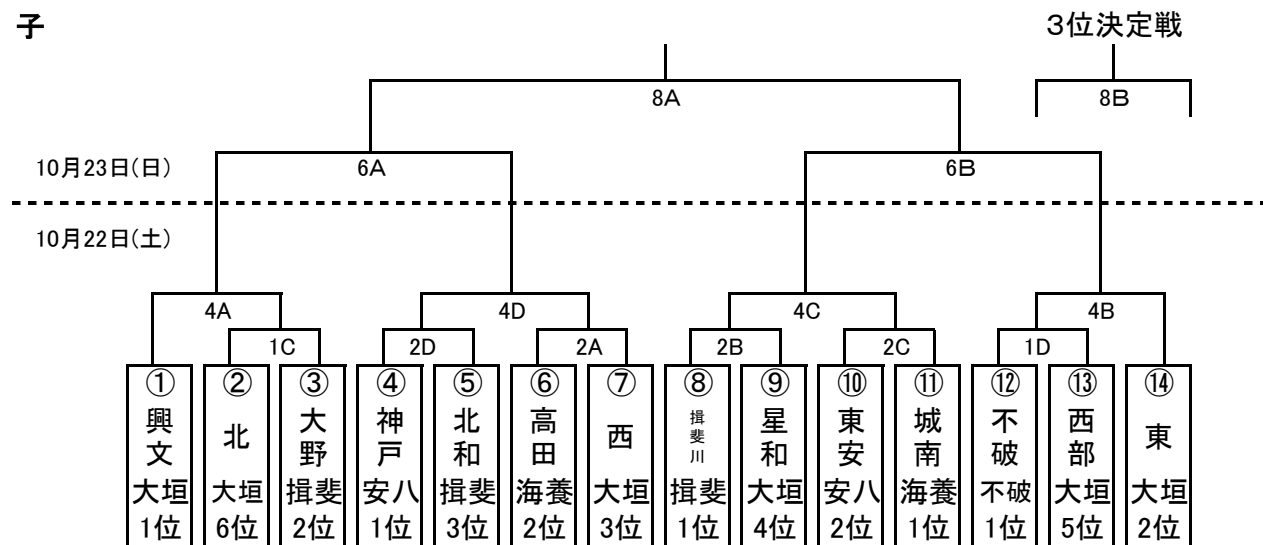 子
3位決定戦
8A
8B
10月23日(日)
6A
6B
10月22日(土)
4A
4D
4C
4B
1C
2D
2A
2B
2C
1D
① ② ③ ④ ⑤ ⑥ ⑦ ⑧ ⑨ ⑩ ⑪ ⑫ ⑬ ⑭
興文 北 大野 神戸 北和 高田 西 揖斐川 星和 東安 城南 不破 西部 東
大垣 大垣 揖斐 安八 揖斐 海養 大垣 揖斐 大垣 安八 海養 不破 大垣 大垣
1位 6位 2位 1位 3位 2位 3位 1位 4位 2位 1位 1位 5位 2位